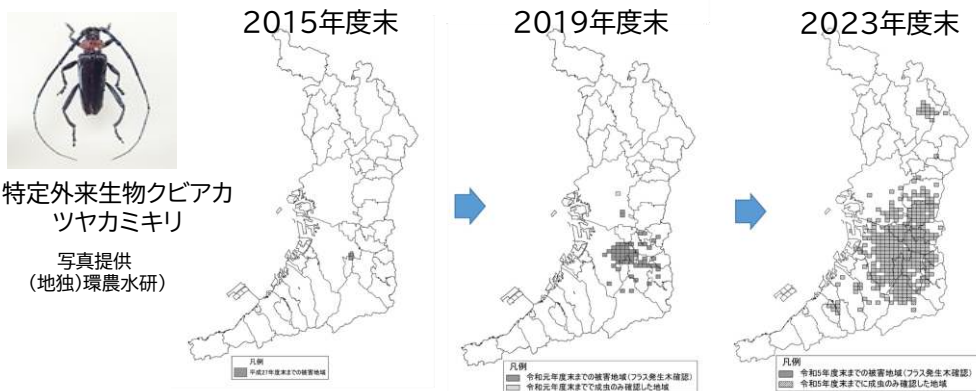 2015年度末
2019年度末
2023年度末
特定外来生物クビアカ
ツヤカミキリ
写真提供
(地独)環農水研)
凡例
平成27年度末までの被害地域
凡例
令和元年度末までの被害地域(フラス発生木確認)
令和元年度末までで成虫のみ確認した地域
凡例
令和5年度末までの被害地域(フラス発生木確認)
令和5年度末までに成虫のみ確認した地域